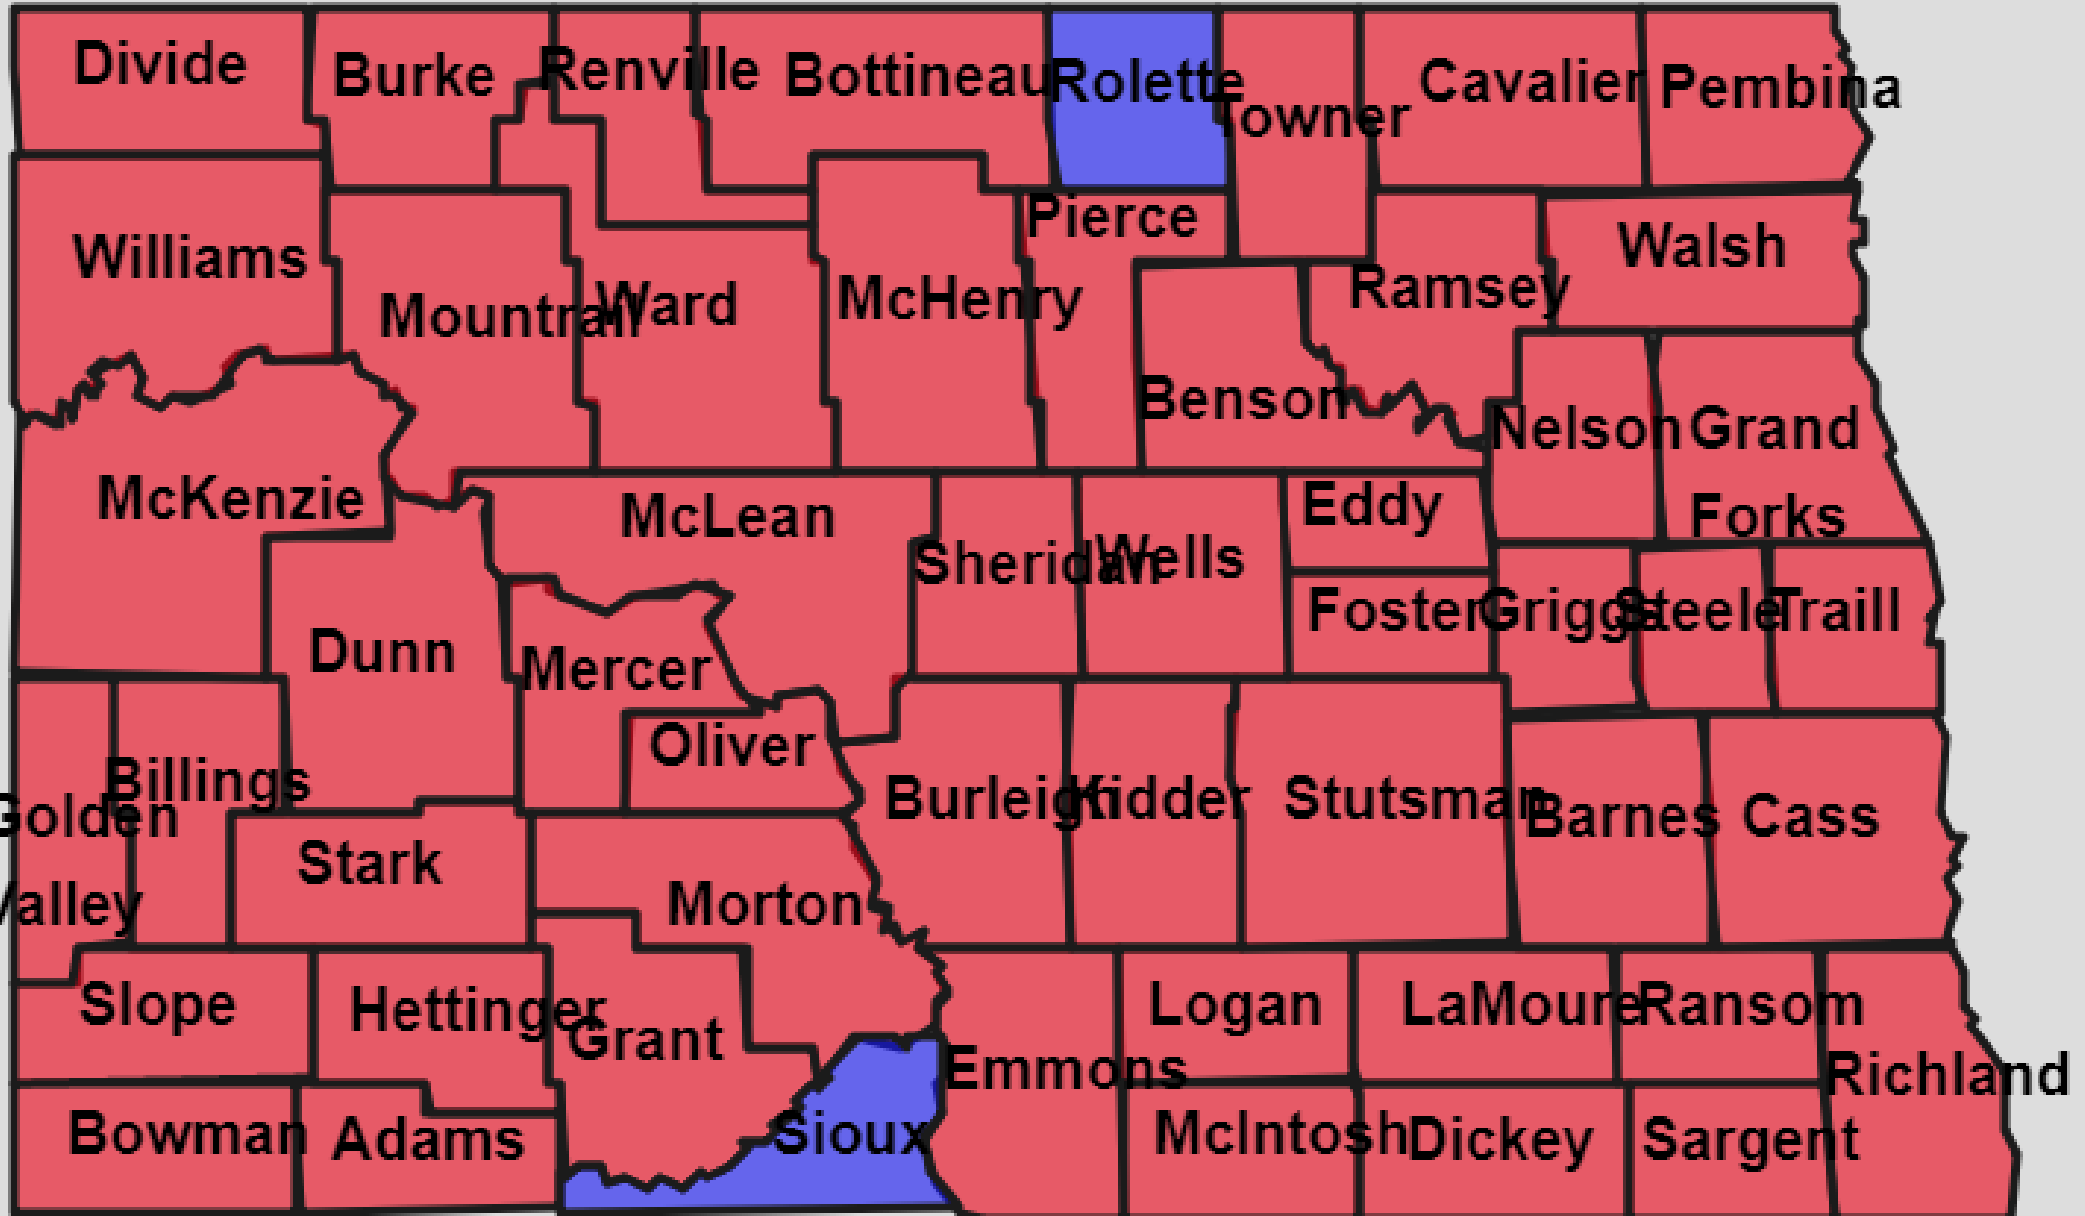 Divide
Burke
Renville
Bottineau
Rolette
Towner
Cavalier
Pembina
Williams
Mountrail
Ward
McHenry
Pierce
Ramsey
Walsh
Benson
Nelson
Grand
Forks
McKenzie
McLean
Sheridan
Wells
Eddy
Foster
Griggs
Steele
Traill
Dunn
Mercer
Oliver
Billings
Golden
Valley
Stark
Morton
Burleigh
Kidder
Stutsman
Barnes
Cass
Slope
Hettinger
Grant
Logan
LaMoure
Ransom
Richland
Emmons
Bowman
Adams
Sioux
McIntosh
Dickey
Sargent